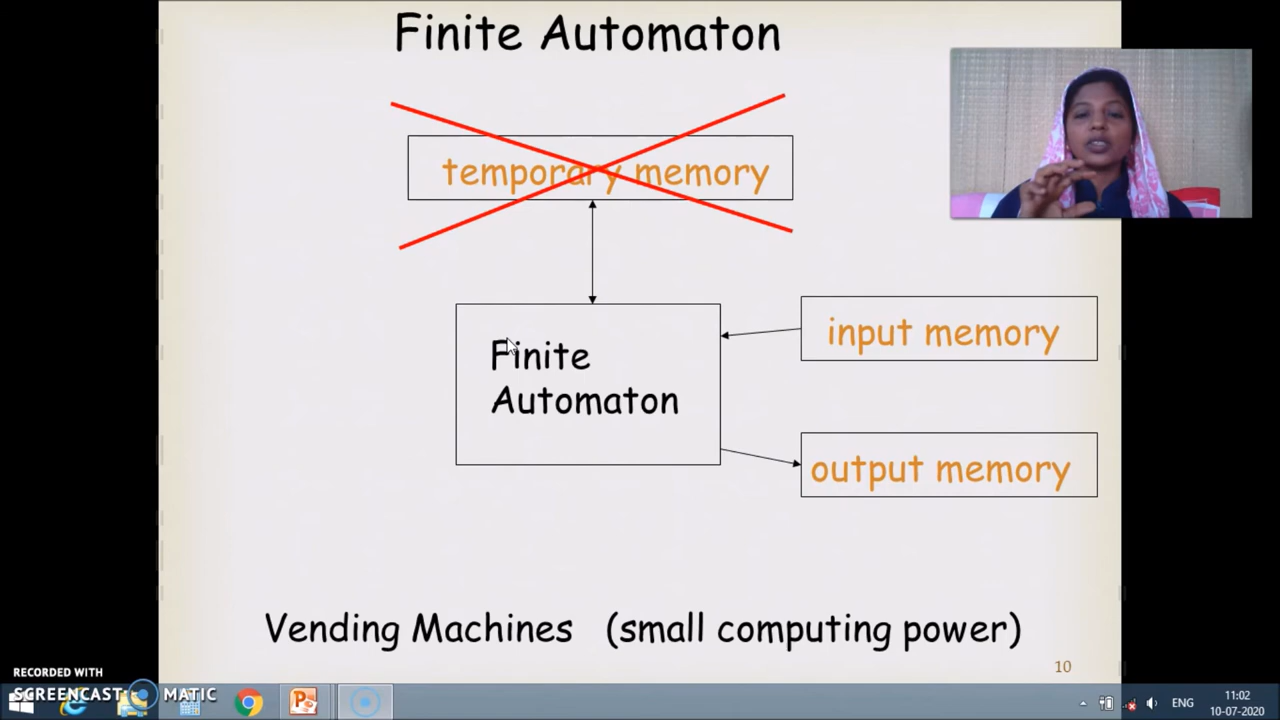 Finite Automaton
temporary memory
Finite
Automaton
input memory
output memory
Vending Machines (small computing power)
10
RECORDED WITH
SCREENCAST MATIC
ENG
11:02
10-07-2020